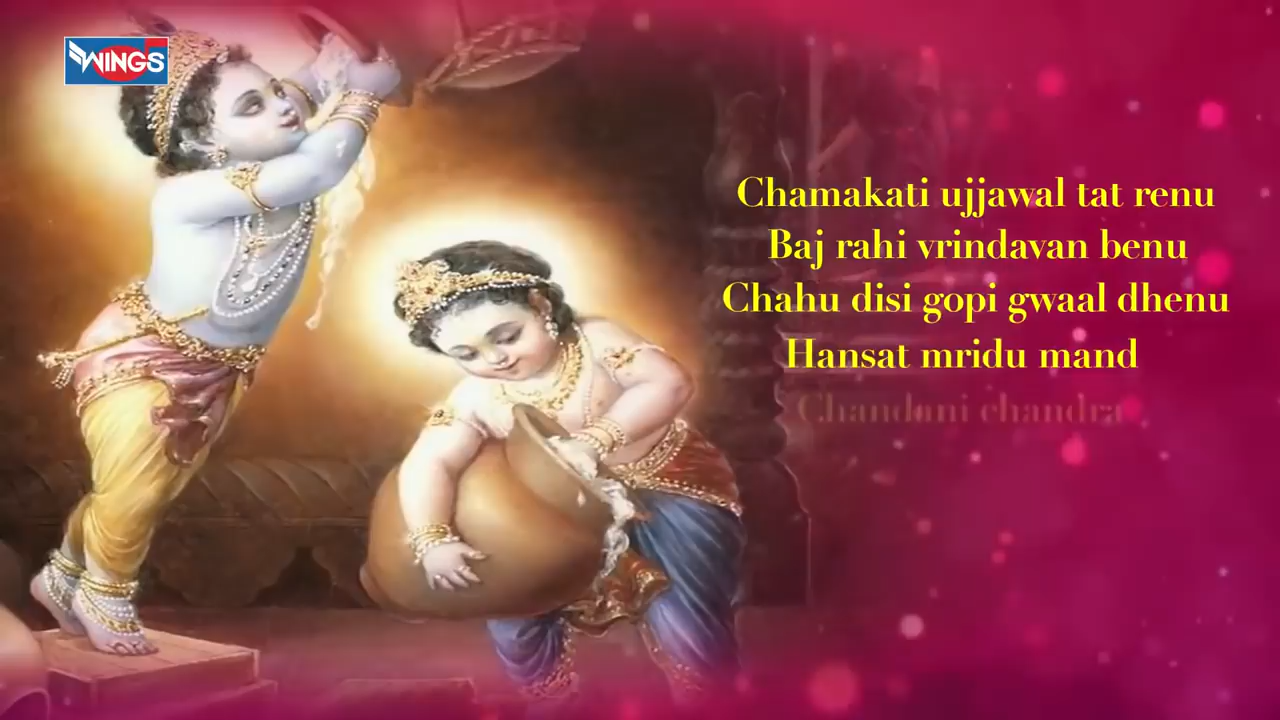 WINGS
Chamakati ujjawal tat renu
Baj rahi vrindavan benu
Chahu disi gopi gwaal dhenu
Hansat mridu mand
Chandani chandra